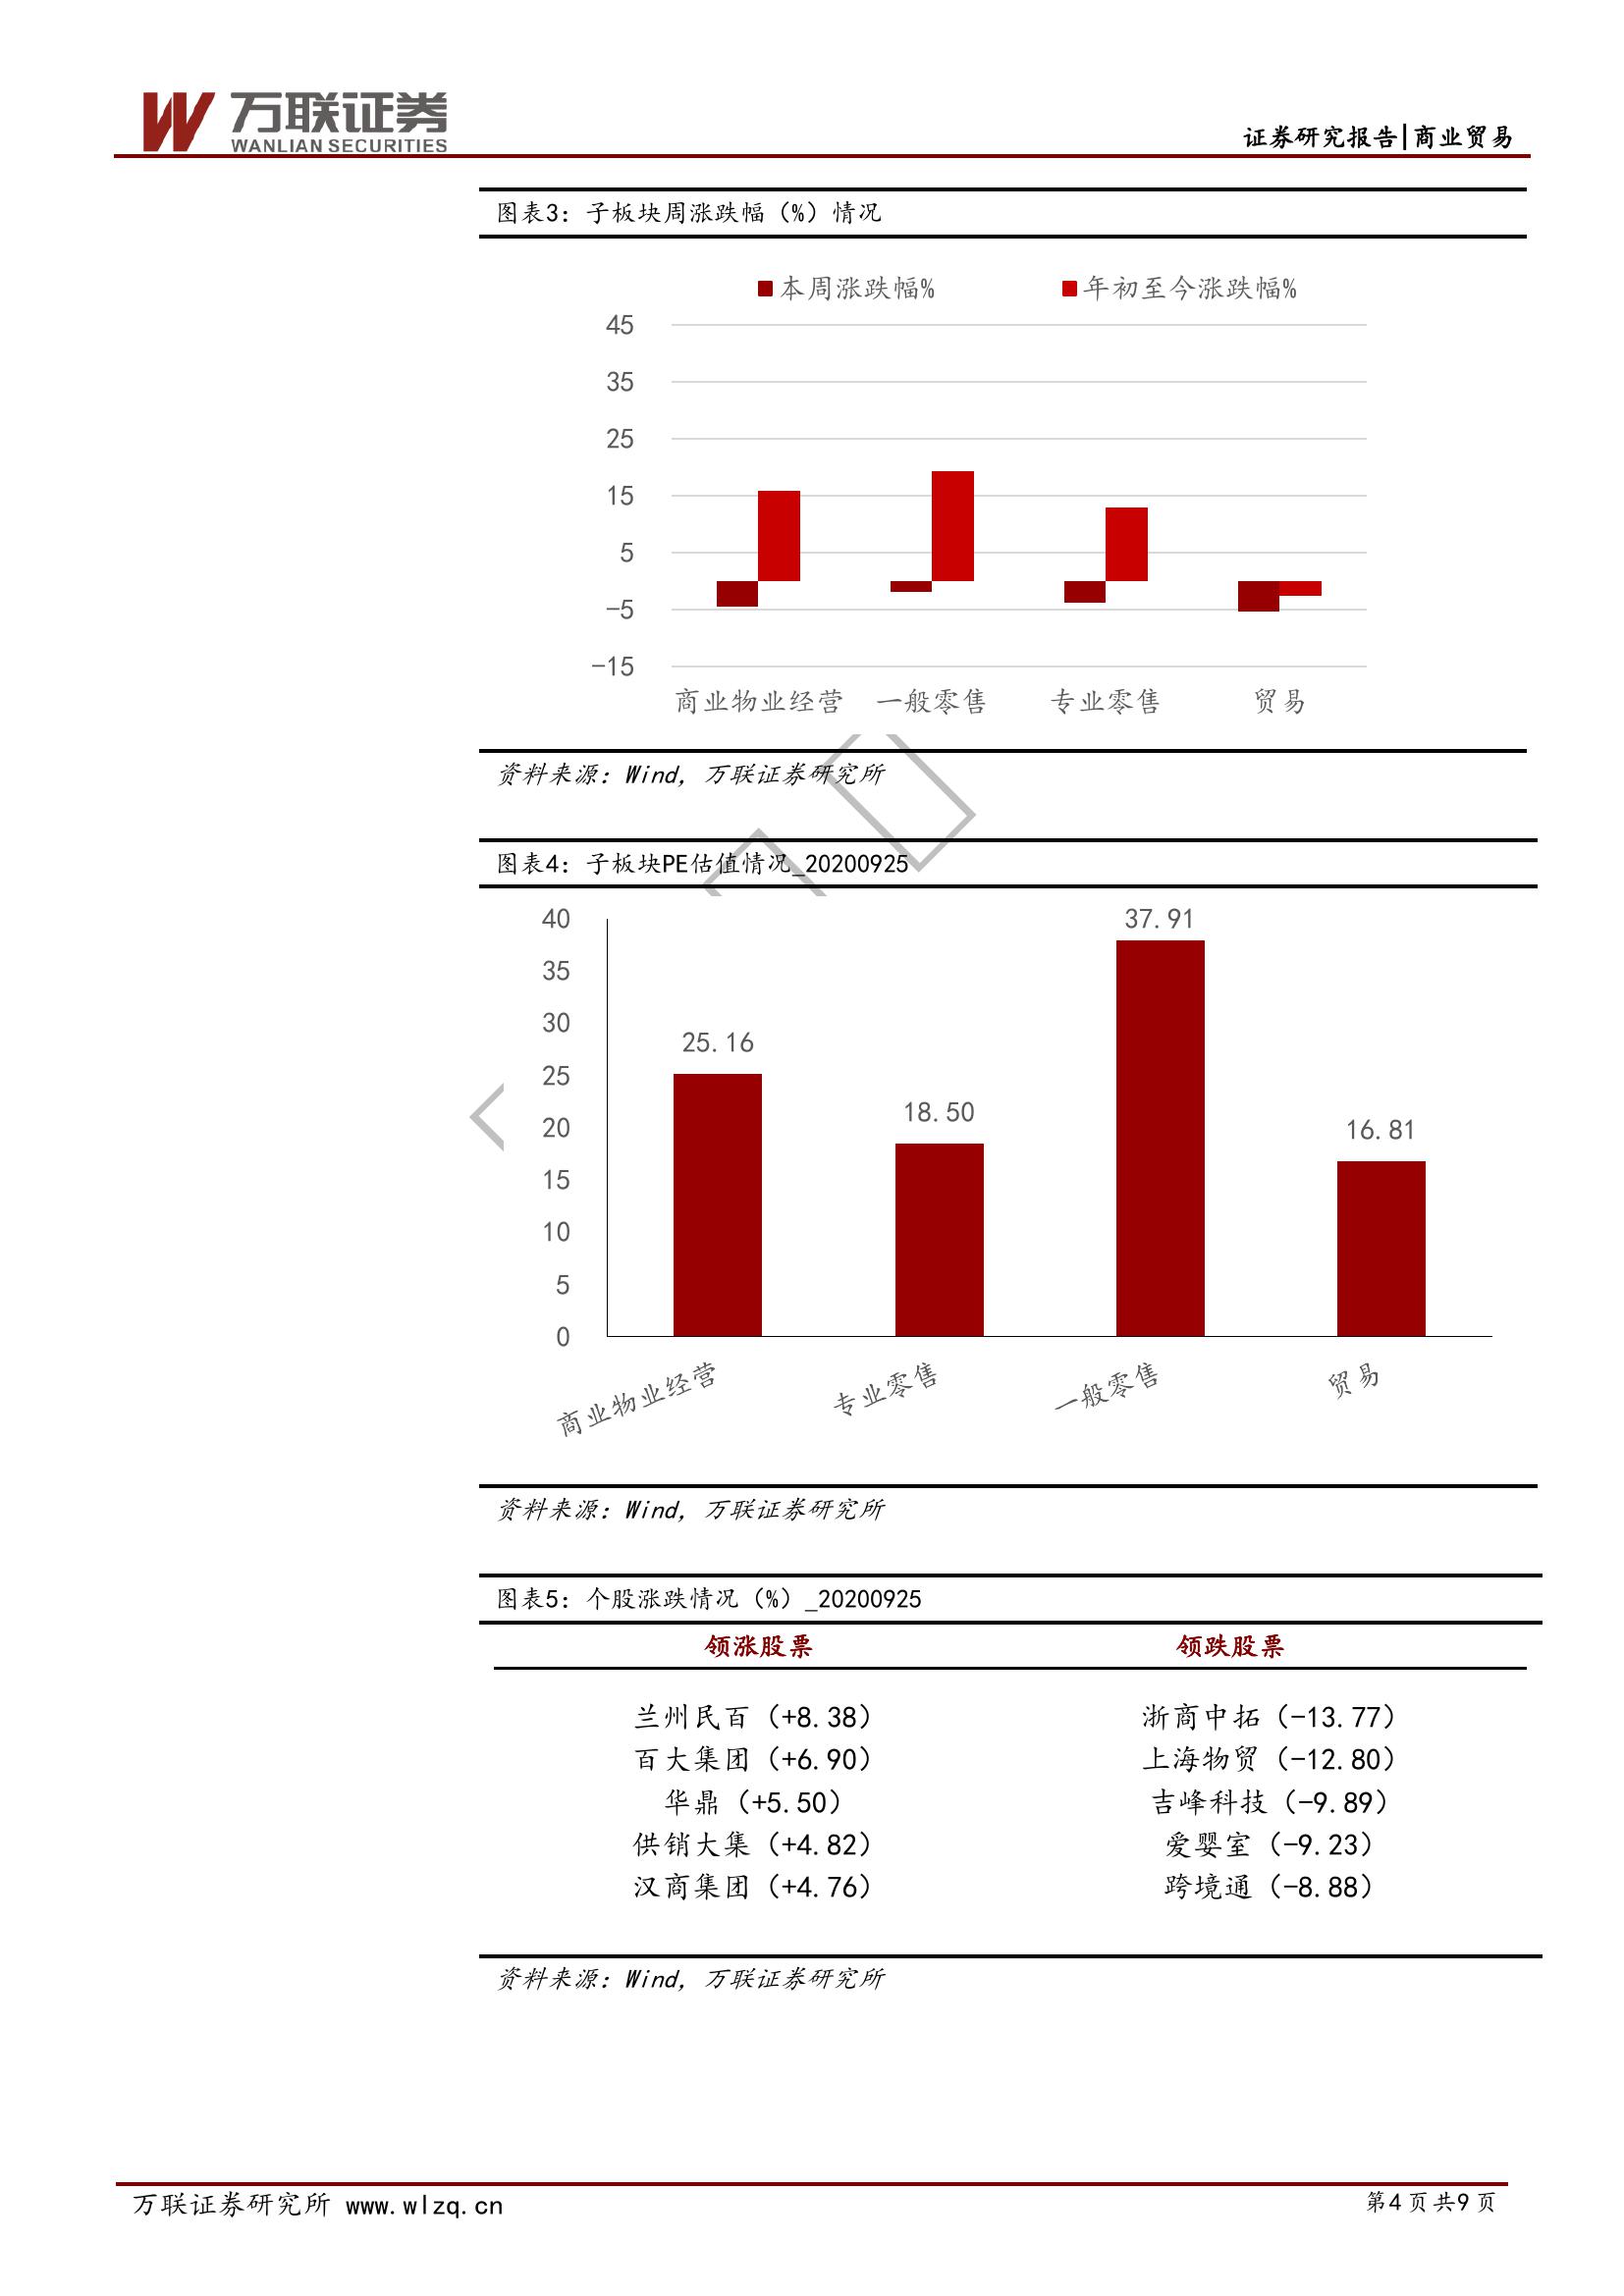 万联证券
WANLIAN SECURITIES
证券研究报告|商业贸易
图表3：子板块周涨跌幅（%）情况
本周涨跌幅% 年初至今涨跌幅%
45
35
25
15
5
-5
-15
商业物业经营 一般零售 专业零售 贸易
资料来源：Wind，万联证券研究所
图表4：子板块PE估值情况_20200925
40
35
30
25
20
15
10
5
0
25.16
18.50
37.91
16.81
商业物业经营 专业零售 一般零售 贸易
资料来源：Wind，万联证券研究所
图表5：个股涨跌情况（%）_20200925
领涨股票 领跌股票
兰州民百（+8.38） 浙商中拓（-13.77）
百大集团（+6.90） 上海物贸（-12.80）
华鼎（+5.50） 吉峰科技（-9.89）
供销大集（+4.82） 爱婴室（-9.23）
汉商集团（+4.76） 跨境通（-8.88）
资料来源：Wind，万联证券研究所
万联证券研究所 www.wlzq.cn 第4页共9页